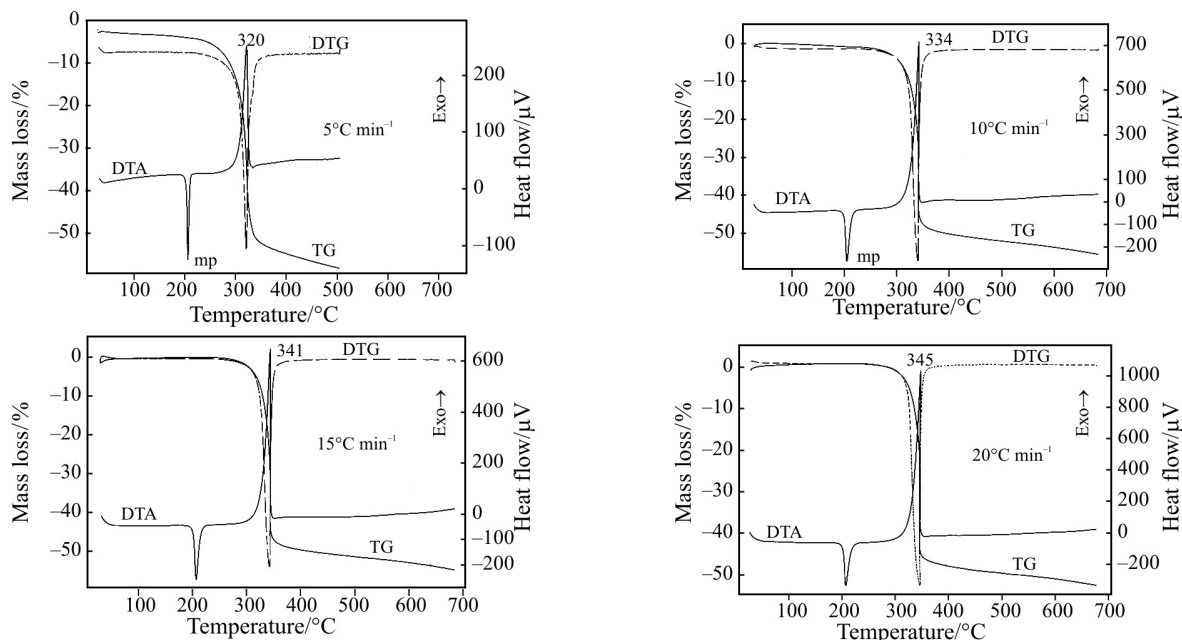 0
−10
−20
−30
−40
−50
Mass loss/%
320
DTG
200
100
0
−100
Exo→
Heat flow/µV
5°C min⁻¹
DTA
mp
TG
100 200 300 400 500 600 700
Temperature/°C
0
−10
−20
−30
−40
−50
Mass loss/%
334
DTG
700
500
300
100
0
−100
−200
Exo→
Heat flow/µV
10°C min⁻¹
DTA
mp
TG
100 200 300 400 500 600 700
Temperature/°C
0
−10
−20
−30
−40
−50
Mass loss/%
341
DTG
600
400
200
0
−100
−200
Exo→
Heat flow/µV
15°C min⁻¹
DTA
TG
100 200 300 400 500 600 700
Temperature/°C
0
−10
−20
−30
−40
−50
Mass loss/%
345
DTG
1000
800
600
400
200
0
−200
Exo→
Heat flow/µV
20°C min⁻¹
DTA
TG
100 200 300 400 500 600 700
Temperature/°C